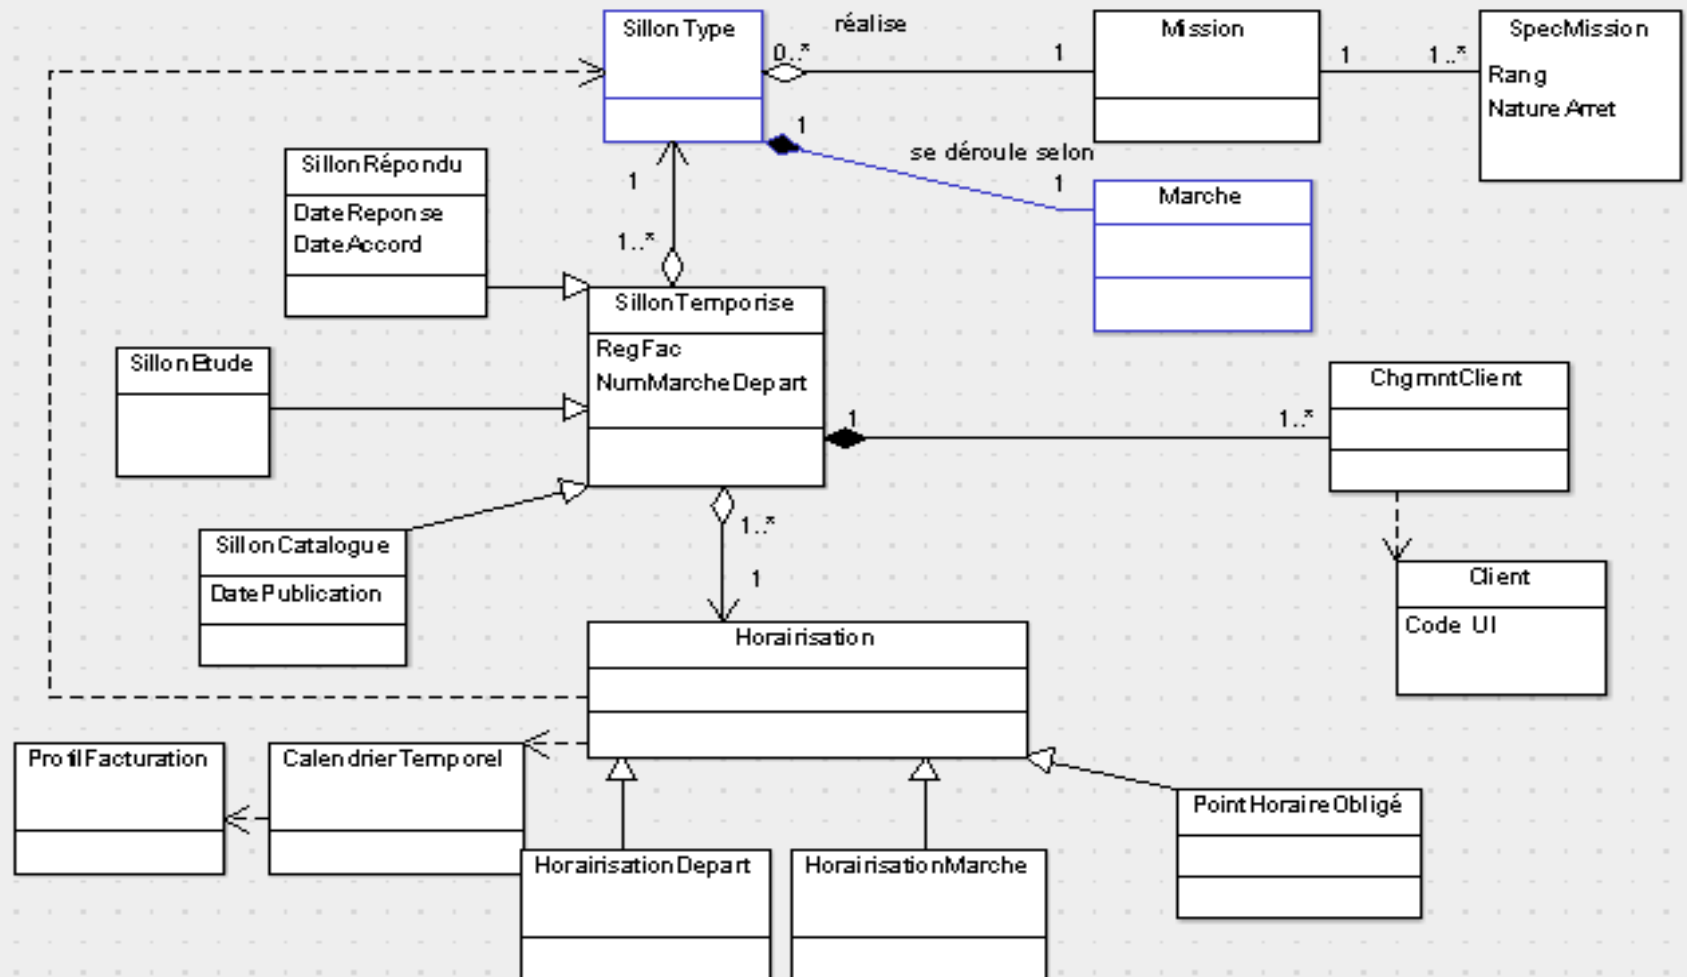 SillonType
réalise
Mission
SpecMission
0..*
1
1
1..*
Rang
NatureArret
1
se déroule selon
1
Marche
SillonRépondu
DateReponse
DateAccord
1
1..*
SillonTemporise
RegFac
NumMarcheDepart
SillonEtude
1
1..*
ChgmntClient
SillonCatalogue
DatePublication
1..*
1
Client
Code UI
Horairisation
ProfilFacturation
CalendrierTemporel
PointHoraireObligé
HorairisationDepart
HorairisationMarche